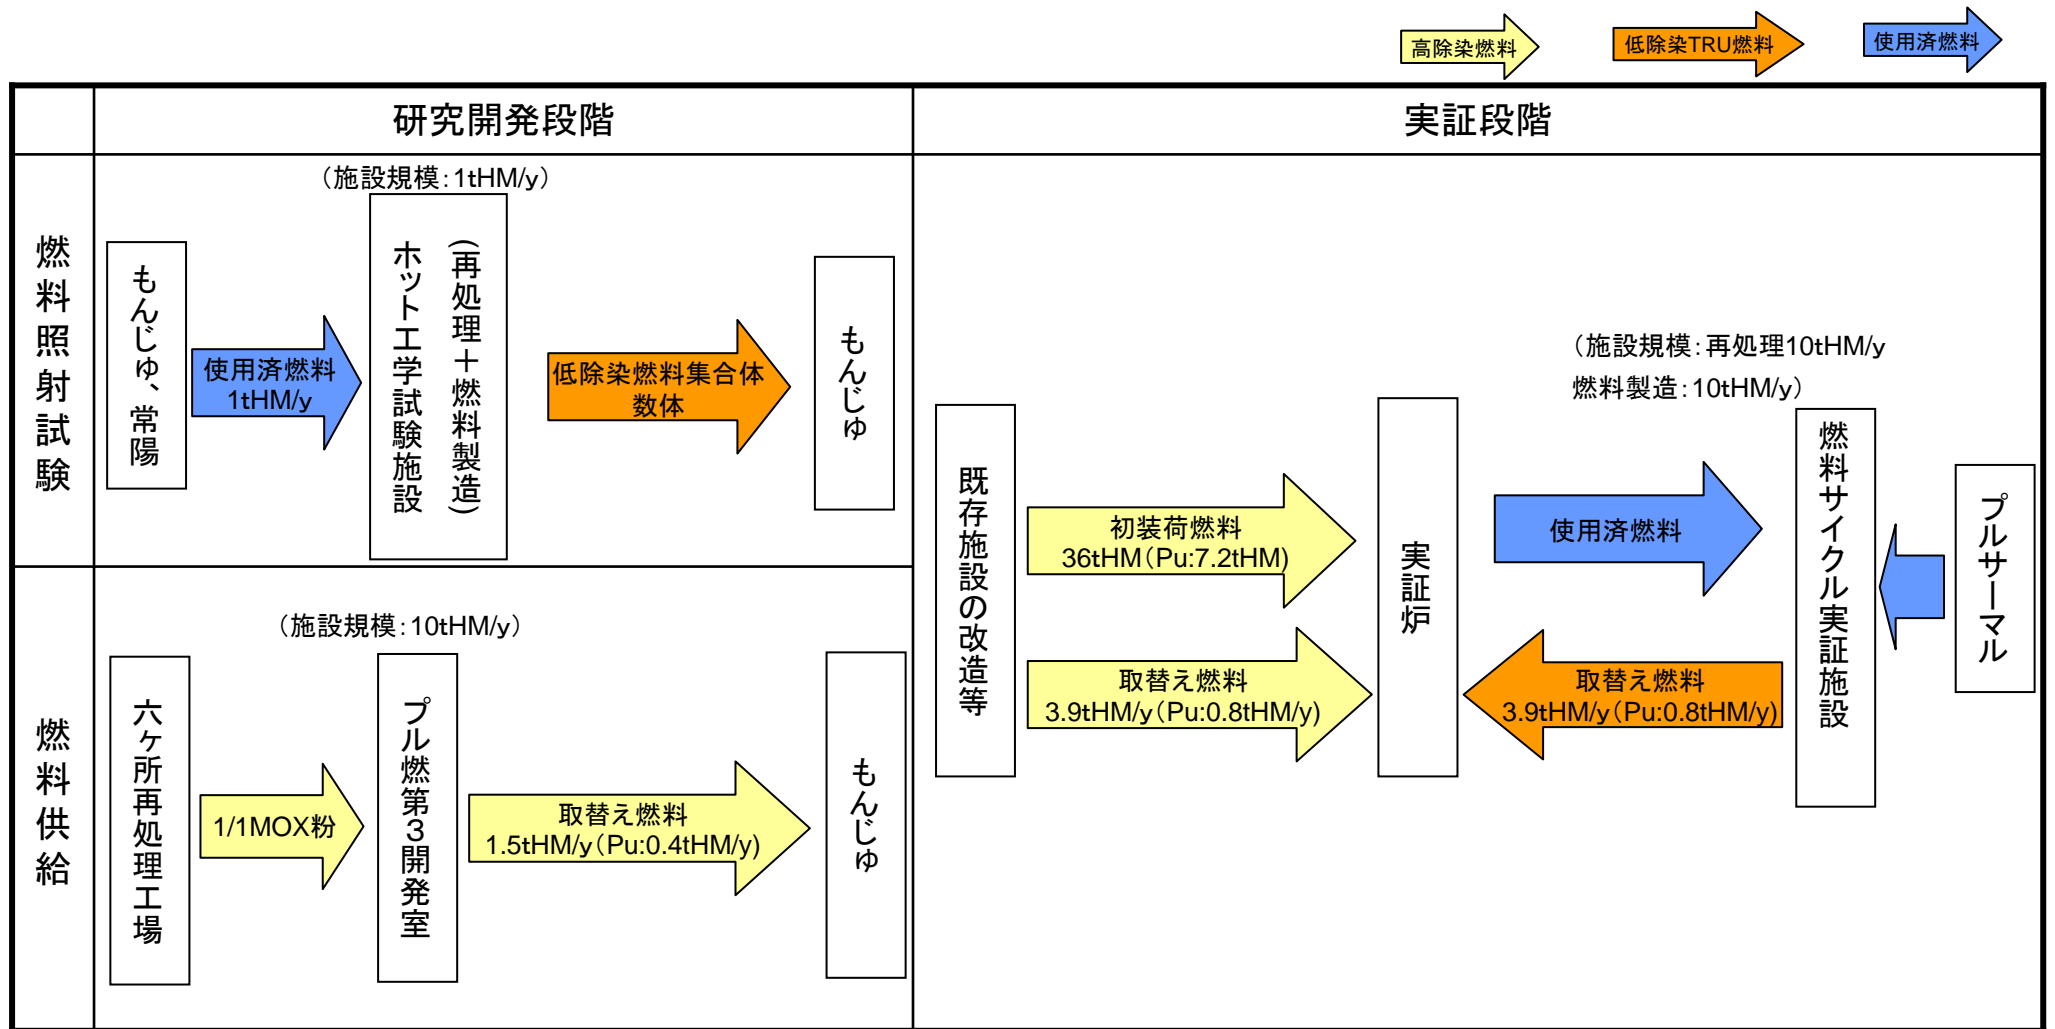 高除染燃料
低除染TRU燃料
使用済燃料
研究開発段階
実証段階
燃料照射試験
（施設規模：1tHM/y）
もんじゅ、常陽
使用済燃料
1tHM/y
ホット工学試験施設
（再処理＋燃料製造）
低除染燃料集合体
数体
もんじゅ
燃料供給
（施設規模：10tHM/y）
六ヶ所再処理工場
1/1MOX粉
プル燃第３開発室
取替え燃料
1.5tHM/y（Pu:0.4tHM/y)
もんじゅ
（施設規模：再処理10tHM/y
燃料製造：10tHM/y）
既存施設の改造等
初装荷燃料
36tHM（Pu:7.2tHM)
取替え燃料
3.9tHM/y（Pu:0.8tHM/y)
実証炉
使用済燃料
取替え燃料
3.9tHM/y（Pu:0.8tHM/y)
燃料サイクル実証施設
プルサーマル